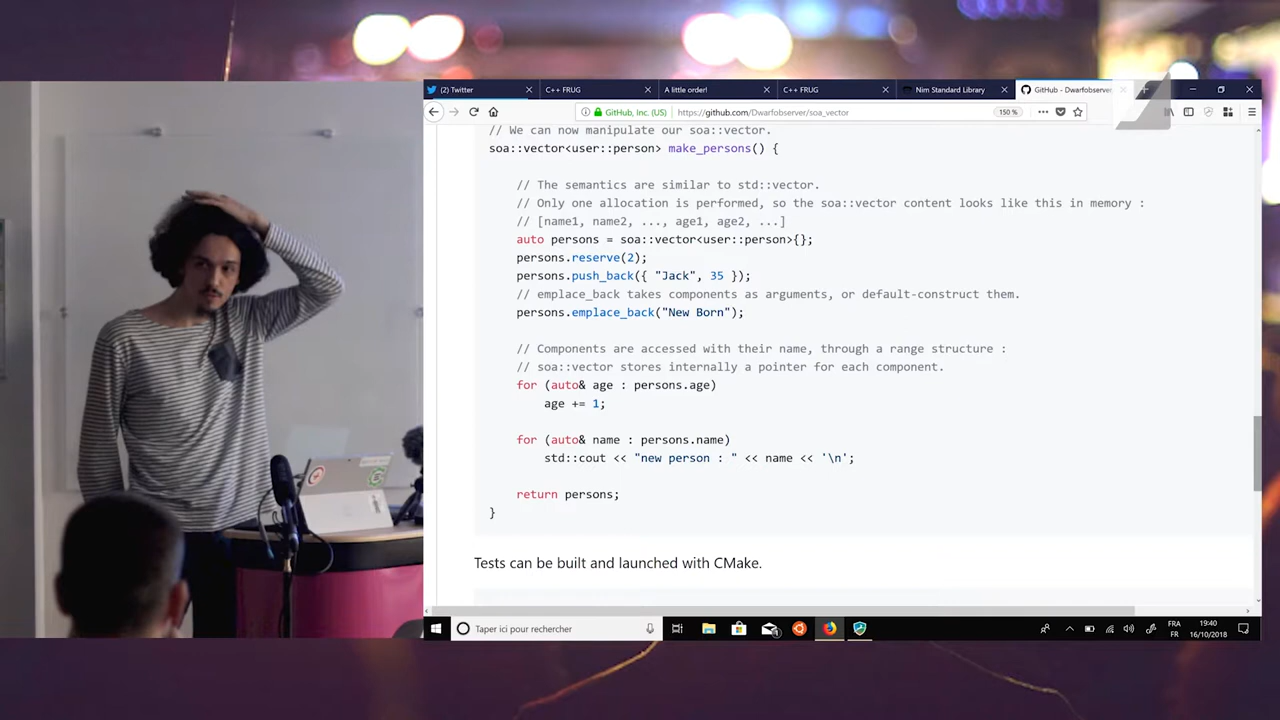 (2) Twitter
C++ FRUG
A little order!
C++ FRUG
Nim Standard Library
GitHub - Dwarfobserver
GitHub, Inc. (US)
https://github.com/Dwarfobserver/soa_vector
150 %
// We can now manipulate our soa::vector.
soa::vector<user::person> make_persons() {
// The semantics are similar to std::vector.
// Only one allocation is performed, so the soa::vector content looks like this in memory :
// [name1, name2, ..., age1, age2, ...]
auto persons = soa::vector<user::person>{};
persons.reserve(2);
persons.push_back({ "Jack", 35 });
// emplace_back takes components as arguments, or default-construct them.
persons.emplace_back("New Born");
// Components are accessed with their name, through a range structure :
// soa::vector stores internally a pointer for each component.
for (auto& age : persons.age)
age += 1;
for (auto& name : persons.name)
std::cout << "new person : " << name << '\n';
return persons;
}
Tests can be built and launched with CMake.
Taper ici pour rechercher
FRA
FR
19:40
16/10/2018